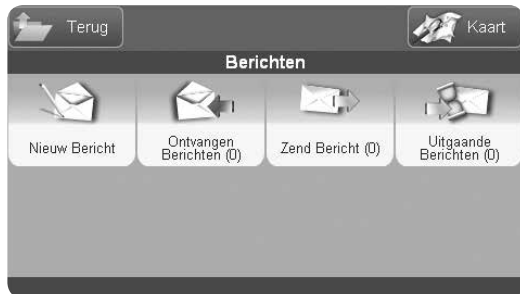 Terug
Kaart
Berichten
Nieuw Bericht
Ontvangen
Berichten (0)
Zend Bericht (0)
Uitgaande
Berichten (0)